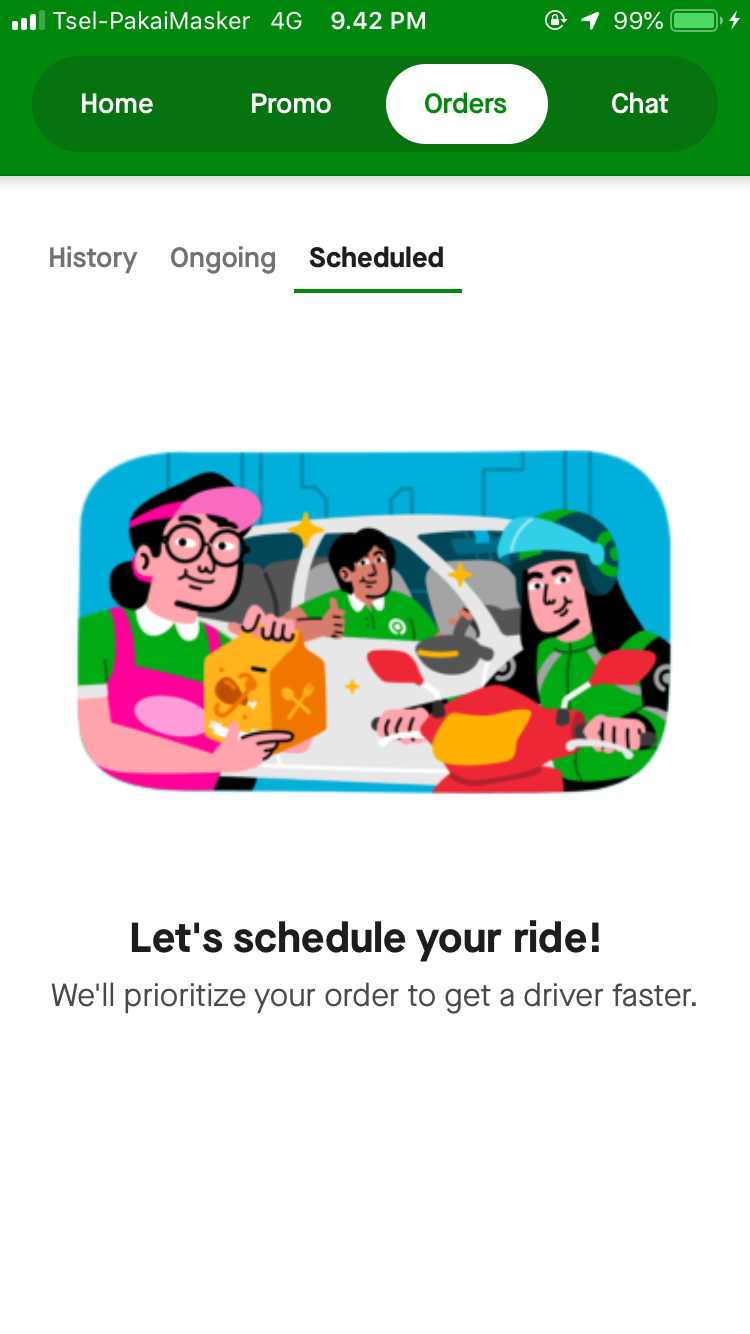 Tsel-PakaiMasker 4G 9.42 PM 99%
Home Promo Orders Chat
History Ongoing Scheduled
Let's schedule your ride!
We'll prioritize your order to get a driver faster.